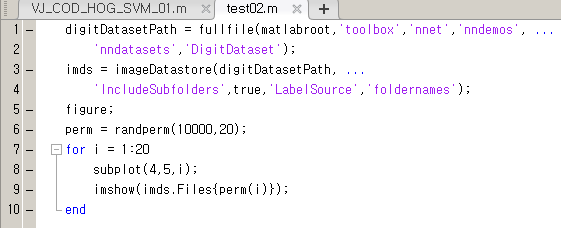 VJ_COD_HOG_SVM_01.m × test02.m × +
1 – digitDatasetPath = fullfile(matlabroot,'toolbox','nnet','nndemos', ...
2 – 'nndatasets','DigitDataset');
3 – imds = imageDatastore(digitDatasetPath, ...
4 – 'IncludeSubfolders',true,'LabelSource','foldernames');
5 – figure;
6 – perm = randperm(10000,20);
7 – for i = 1:20
8 – subplot(4,5,i);
9 – imshow(imds.Files{perm(i)});
10 – end